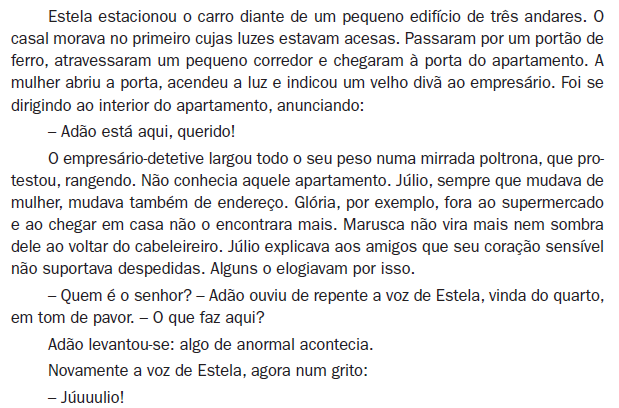 Estela estacionou o carro diante de um pequeno edifício de três andares. O
casal morava no primeiro cujas luzes estavam acesas. Passaram por um portão de
ferro, atravessaram um pequeno corredor e chegaram à porta do apartamento. A
mulher abriu a porta, acendeu a luz e indicou um velho divã ao empresário. Foi se
dirigindo ao interior do apartamento, anunciando:
– Adão está aqui, querido!
O empresário-detetive largou todo o seu peso numa mirrada poltrona, que pro-
testou, rangendo. Não conhecia aquele apartamento. Júlio, sempre que mudava de
mulher, mudava também de endereço. Glória, por exemplo, fora ao supermercado
e ao chegar em casa não o encontrara mais. Marusca não vira mais nem sombra
dele ao voltar do cabeleireiro. Júlio explicava aos amigos que seu coração sensível
não suportava despedidas. Alguns o elogiavam por isso.
– Quem é o senhor? – Adão ouviu de repente a voz de Estela, vinda do quarto,
em tom de pavor. – O que faz aqui?
Adão levantou-se: algo de anormal acontecia.
Novamente a voz de Estela, agora num grito:
– Júuuulio!